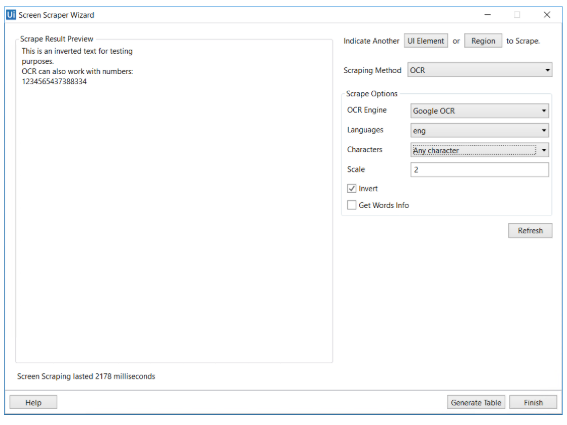 Ui Screen Scraper Wizard
Scrape Result Preview
This is an inverted text for testing
purposes.
OCR can also work with numbers:
1234565437388334
Indicate Another UI Element or Region to Scrape.
Scraping Method OCR
Scrape Options
OCR Engine Google OCR
Languages eng
Characters Any character
Scale 2
Invert
Get Words Info
Refresh
Screen Scraping lasted 2178 milliseconds
Help Generate Table Finish